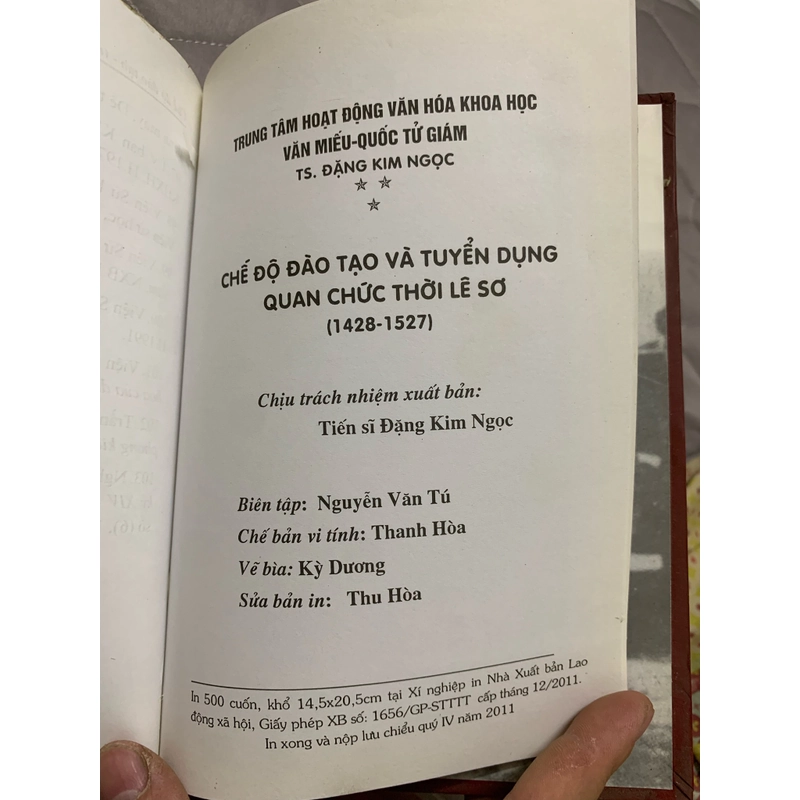 TRUNG TÂM HOẠT ĐỘNG VĂN HÓA KHOA HỌC
VĂN MIẾU-QUỐC TỬ GIÁM
TS. ĐẶNG KIM NGỌC
CHẾ ĐỘ ĐÀO TẠO VÀ TUYỂN DỤNG
QUAN CHỨC THỜI LÊ SƠ
(1428-1527)
Chịu trách nhiệm xuất bản:
Tiến sĩ Đặng Kim Ngọc
Biên tập: Nguyễn Văn Tú
Chế bản vi tính: Thanh Hòa
Vẽ bìa: Kỳ Dương
Sửa bản in: Thu Hòa
In 500 cuốn, khổ 14,5x20,5cm tại Xí nghiệp in Nhà Xuất bản Lao
động xã hội, Giấy phép XB số: 1656/GP-STTTT cấp tháng 12/2011.
In xong và nộp lưu chiểu quý IV năm 2011